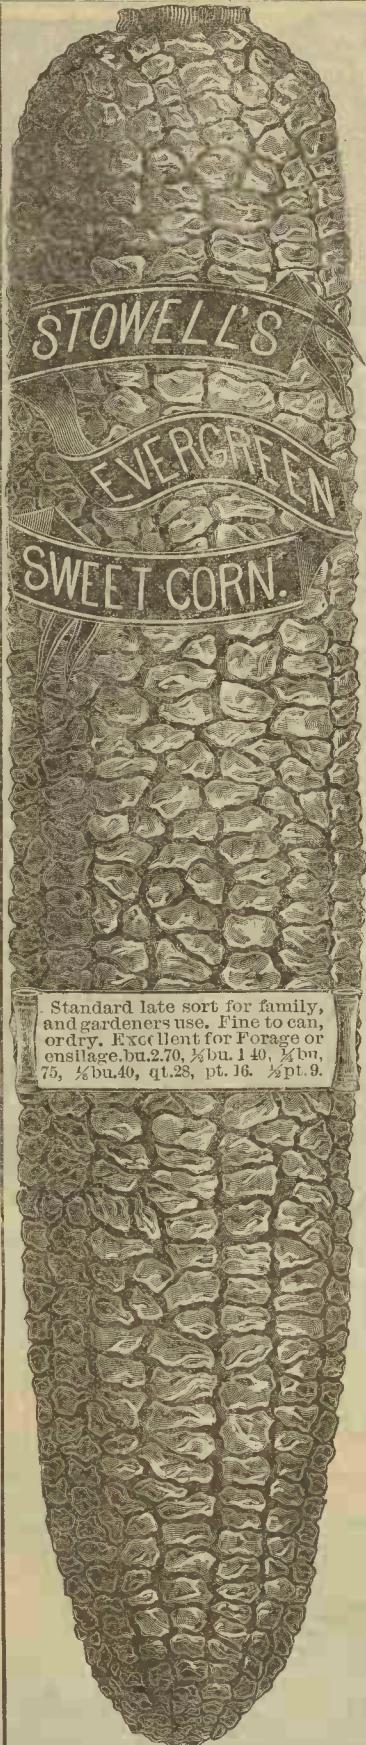 STOWELL'S
EVERGREEN
SWEET CORN.
Standard late sort for family,
and gardeners use. Fine to can,
or dry. Excellent for Forage or
ensilage. bu. 2.70, ½bu. 1 40, ¼bu,
75, ⅛bu. 40, qt. 28, pt. 16. ½pt. 9.